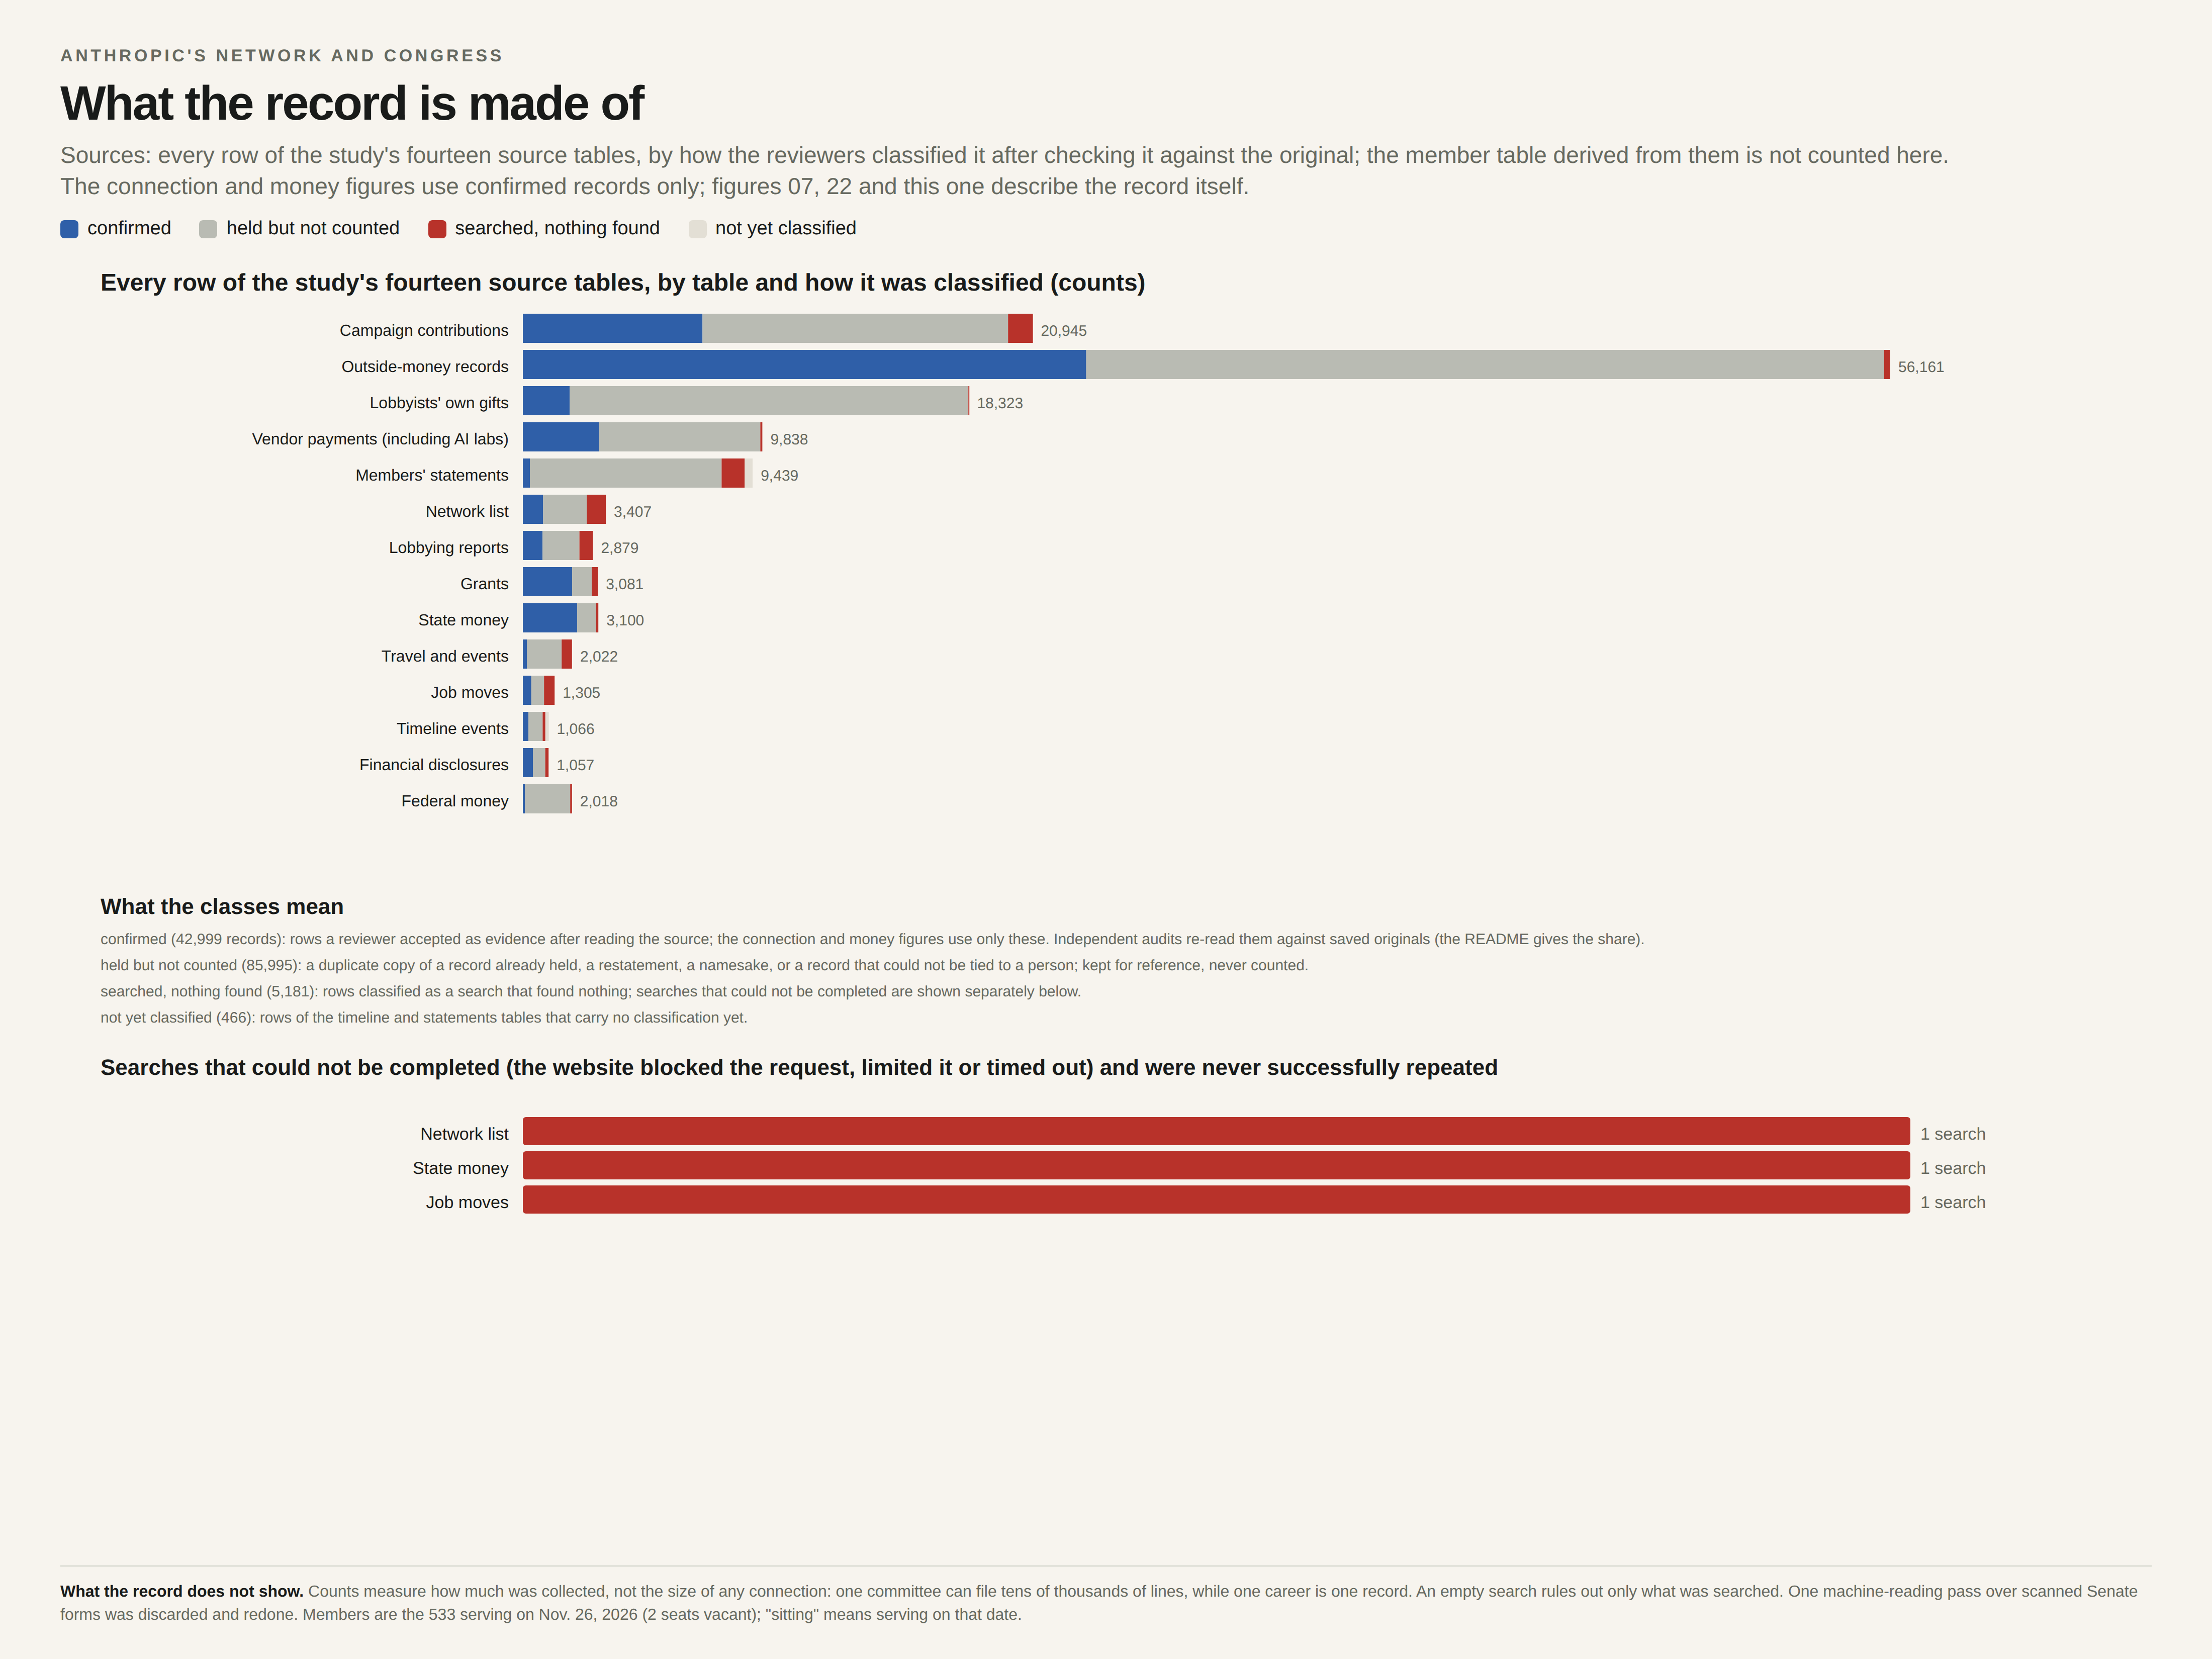 ANTHROPIC'S NETWORK AND CONGRESS
What the record is made of
Sources: every row of the study's fourteen source tables, by how the reviewers classified it after checking it against the original; the member table derived from them is not counted here.
The connection and money figures use confirmed records only; figures 07, 22 and this one describe the record itself.
confirmed held but not counted searched, nothing found not yet classified
Every row of the study's fourteen source tables, by table and how it was classified (counts)
Campaign contributions 20,945
Outside-money records 56,161
Lobbyists' own gifts 18,323
Vendor payments (including AI labs) 9,838
Members' statements 9,439
Network list 3,407
Lobbying reports 2,879
Grants 3,081
State money 3,100
Travel and events 2,022
Job moves 1,305
Timeline events 1,066
Financial disclosures 1,057
Federal money 2,018
What the classes mean
confirmed (42,999 records): rows a reviewer accepted as evidence after reading the source; the connection and money figures use only these. Independent audits re-read them against saved originals (the README gives the share).
held but not counted (85,995): a duplicate copy of a record already held, a restatement, a namesake, or a record that could not be tied to a person; kept for reference, never counted.
searched, nothing found (5,181): rows classified as a search that found nothing; searches that could not be completed are shown separately below.
not yet classified (466): rows of the timeline and statements tables that carry no classification yet.
Searches that could not be completed (the website blocked the request, limited it or timed out) and were never successfully repeated
Network list 1 search
State money 1 search
Job moves 1 search
What the record does not show. Counts measure how much was collected, not the size of any connection: one committee can file tens of thousands of lines, while one career is one record. An empty search rules out only what was searched. One machine-reading pass over scanned Senate
forms was discarded and redone. Members are the 533 serving on Nov. 26, 2026 (2 seats vacant); "sitting" means serving on that date.